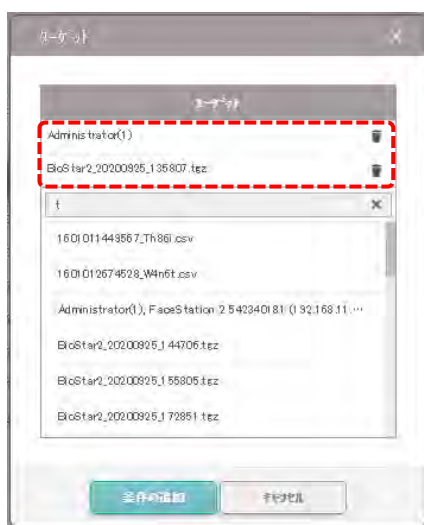 ターゲット
ターゲット
Administrator(1)
BioStar2_20200925_135807.tgz
t
1601011449567_Th86i.csv
1601012674528_W4n6t.csv
Administrator(1), FaceStation 2 542340181 (192.168.11.…
BioStar2_20200925_144706.tgz
BioStar2_20200925_155805.tgz
BioStar2_20200925_172851.tgz
条件の追加
キャンセル